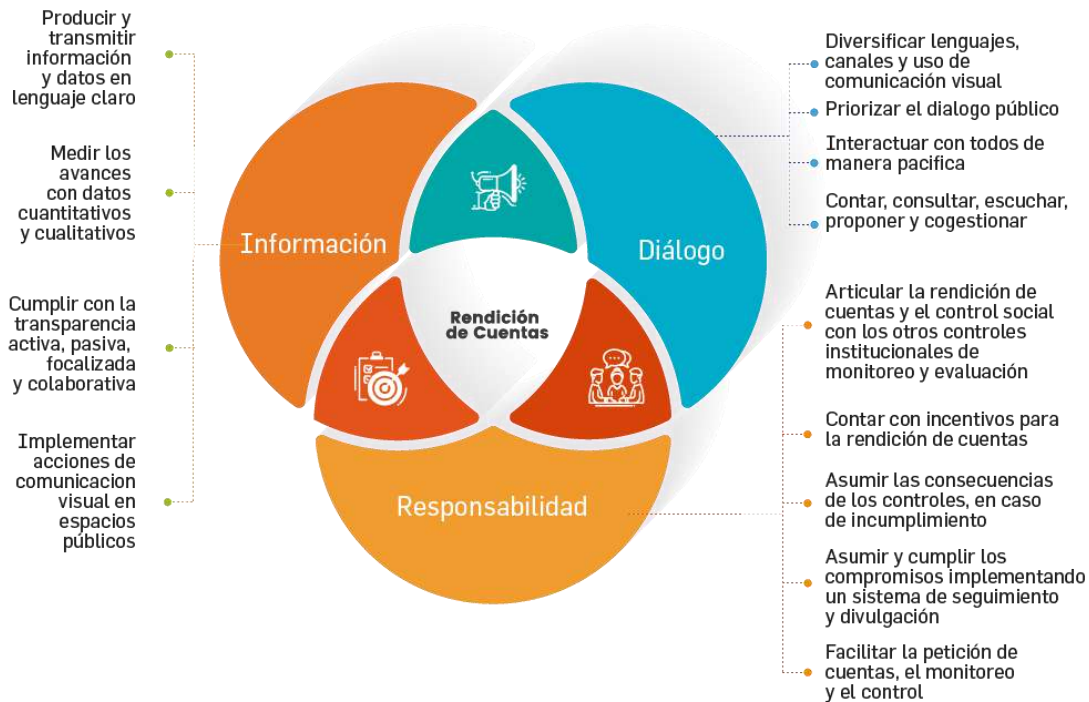 Producir y
transmitir
información
y datos en
lenguaje claro
Medir los
avances
con datos
cuantitativos
y cualitativos
Cumplir con la
transparencia
activa, pasiva,
focalizada
y colaborativa
Implementar
acciones de
comunicacion
visual en
espacios
públicos
Información
Diálogo
Rendición
de Cuentas
Responsabilidad
Diversificar lenguajes,
canales y uso de
comunicación visual
Priorizar el dialogo público
Interactuar con todos de
manera pacifica
Contar, consultar, escuchar,
proponer y cogestionar
Articular la rendición de
cuentas y el control social
con los otros controles
institucionales de
monitoreo y evaluación
Contar con incentivos para
la rendición de cuentas
Asumir las consecuencias
de los controles, en caso
de incumplimiento
Asumir y cumplir los
compromisos implementando
un sistema de seguimiento
y divulgación
Facilitar la petición de
cuentas, el monitoreo
y el control